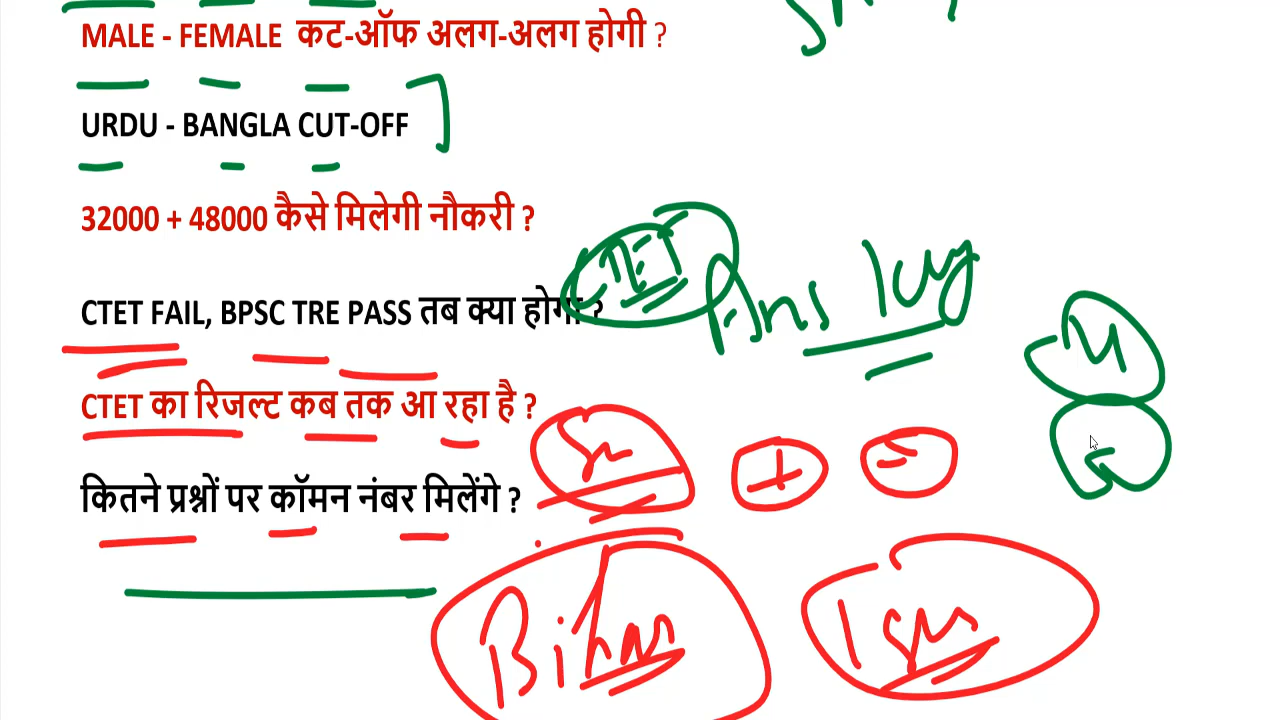 MALE - FEMALE कट-ऑफ अलग-अलग होगी ?
URDU - BANGLA CUT-OFF
32000 + 48000 कैसे मिलेगी नौकरी ?
CTET FAIL, BPSC TRE PASS तब क्या होगा ?
CTET
Ans key
CTET का रिजल्ट कब तक आ रहा है ?
कितने प्रश्नों पर कॉमन नंबर मिलेंगे ?
Bihar